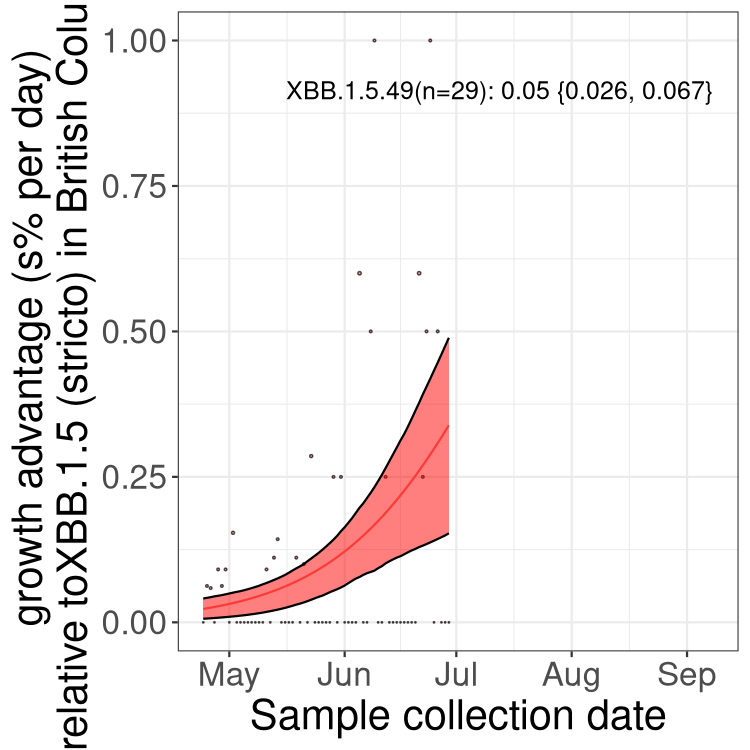 growth advantage (s% per day)
relative toXBB.1.5 (stricto) in British Colu
1.00
0.75
0.50
0.25
0.00
XBB.1.5.49(n=29): 0.05 {0.026, 0.067}
May Jun Jul Aug Sep
Sample collection date